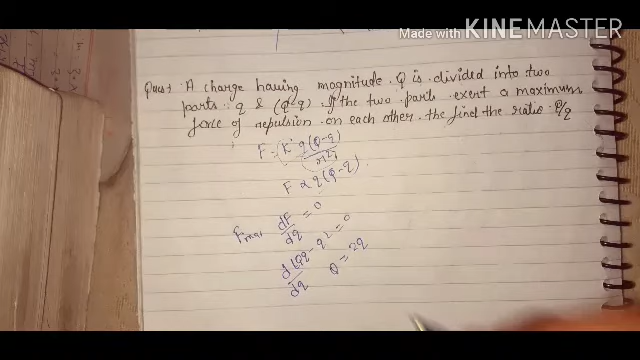 Made with KINEMASTER
Ques: A charge having magnitude Q is divided into two
parts q & (Q-q). If the two parts exert a maximum
force of repulsion on each other. the find the ratio Q/q
F = K q(Q-q)/r²
F ∝ q(Q-q)
Fmax dF/dq = 0
d(Qq - q²)/dq = 0
Q = 2q